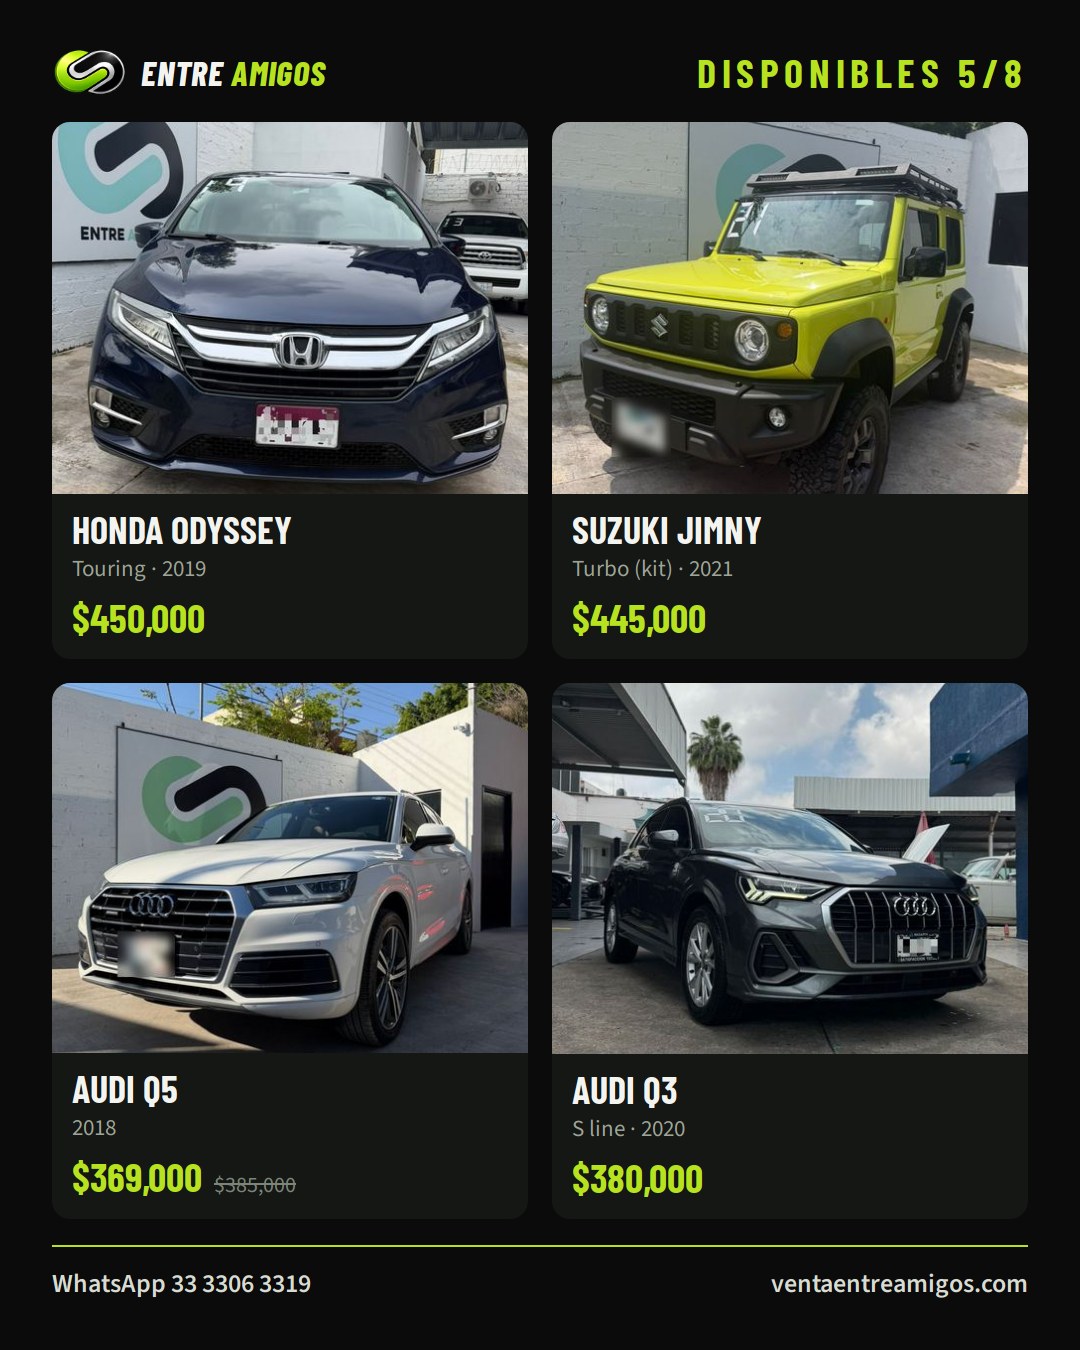 ENTRE AMIGOS
DISPONIBLES 5/8
ENTRE
HONDA ODYSSEY
Touring · 2019
$450,000
SUZUKI JIMNY
Turbo (kit) · 2021
$445,000
AUDI Q5
2018
$369,000 $385,000
AUDI Q3
S line · 2020
$380,000
WhatsApp 33 3306 3319
ventaentreamigos.com